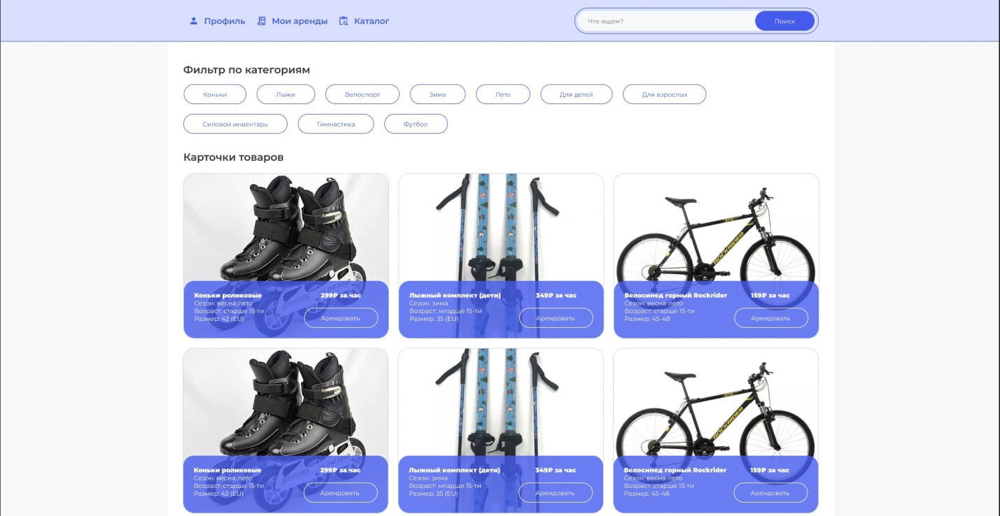 Профиль Мои аренды Каталог Что ищем? Поиск
Фильтр по категориям
Коньки Лыжи Велоспорт Зима Лето Для детей Для взрослых
Силовой инвентарь Гимнастика Футбол
Карточки товаров
STO
ROCKRIDER
Коньки роликовые 299₽ за час
Сезон: весна-лето
Возраст: старше 15-ти
Размер: 42 (EU)
Арендовать
Лыжный комплект (дети) 349₽ за час
Сезон: зима
Возраст: младше 15-ти
Размер: 35 (EU)
Арендовать
Велосипед горный Rockrider 159₽ за час
Сезон: весна-лето
Возраст: старше 15-ти
Размер: 45-48
Арендовать
ROCKRIDER
Коньки роликовые 299₽ за час
Сезон: весна-лето
Возраст: старше 15-ти
Размер: 42 (EU)
Арендовать
Лыжный комплект (дети) 349₽ за час
Сезон: зима
Возраст: младше 15-ти
Размер: 35 (EU)
Арендовать
Велосипед горный Rockrider 159₽ за час
Сезон: весна-лето
Возраст: старше 15-ти
Размер: 45-48
Арендовать